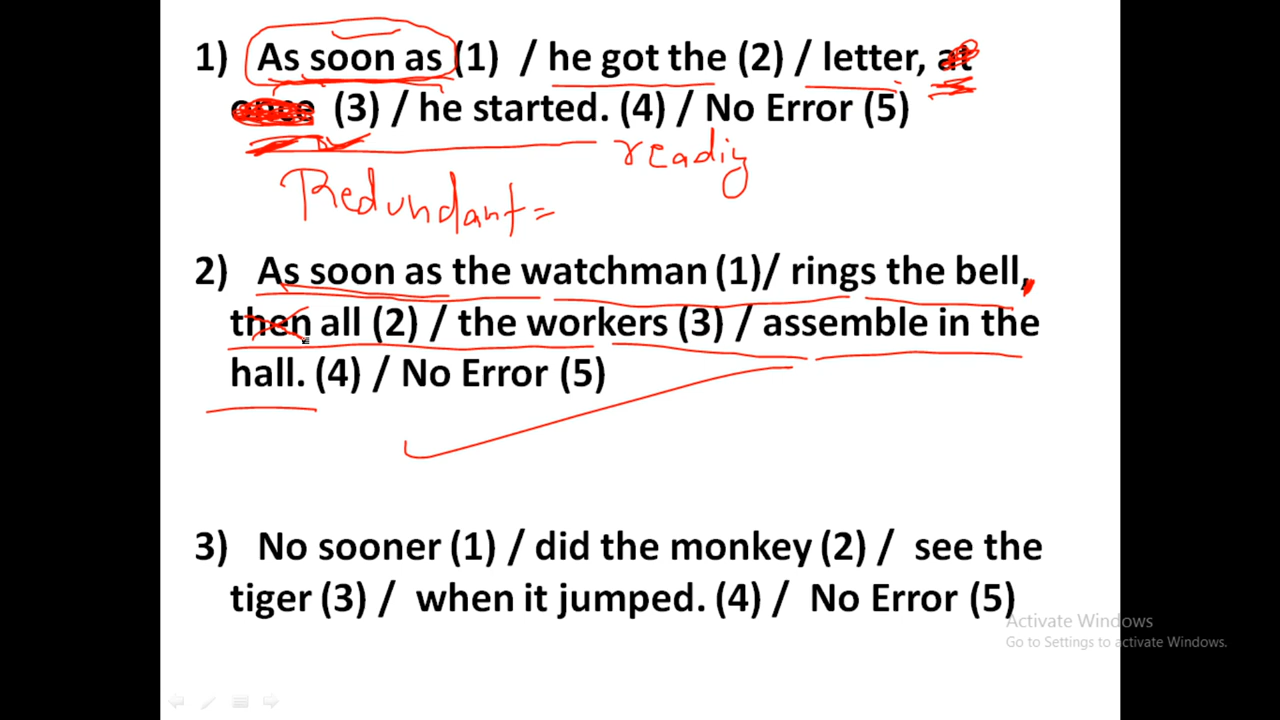 1) As soon as (1) / he got the (2) / letter, at
once (3) / he started. (4) / No Error (5)
Redundant =
2) As soon as the watchman (1)/ rings the bell,
then all (2) / the workers (3) / assemble in the
hall. (4) / No Error (5)
3) No sooner (1) / did the monkey (2) / see the
tiger (3) / when it jumped. (4) / No Error (5)
Activate Windows
Go to Settings to activate Windows.